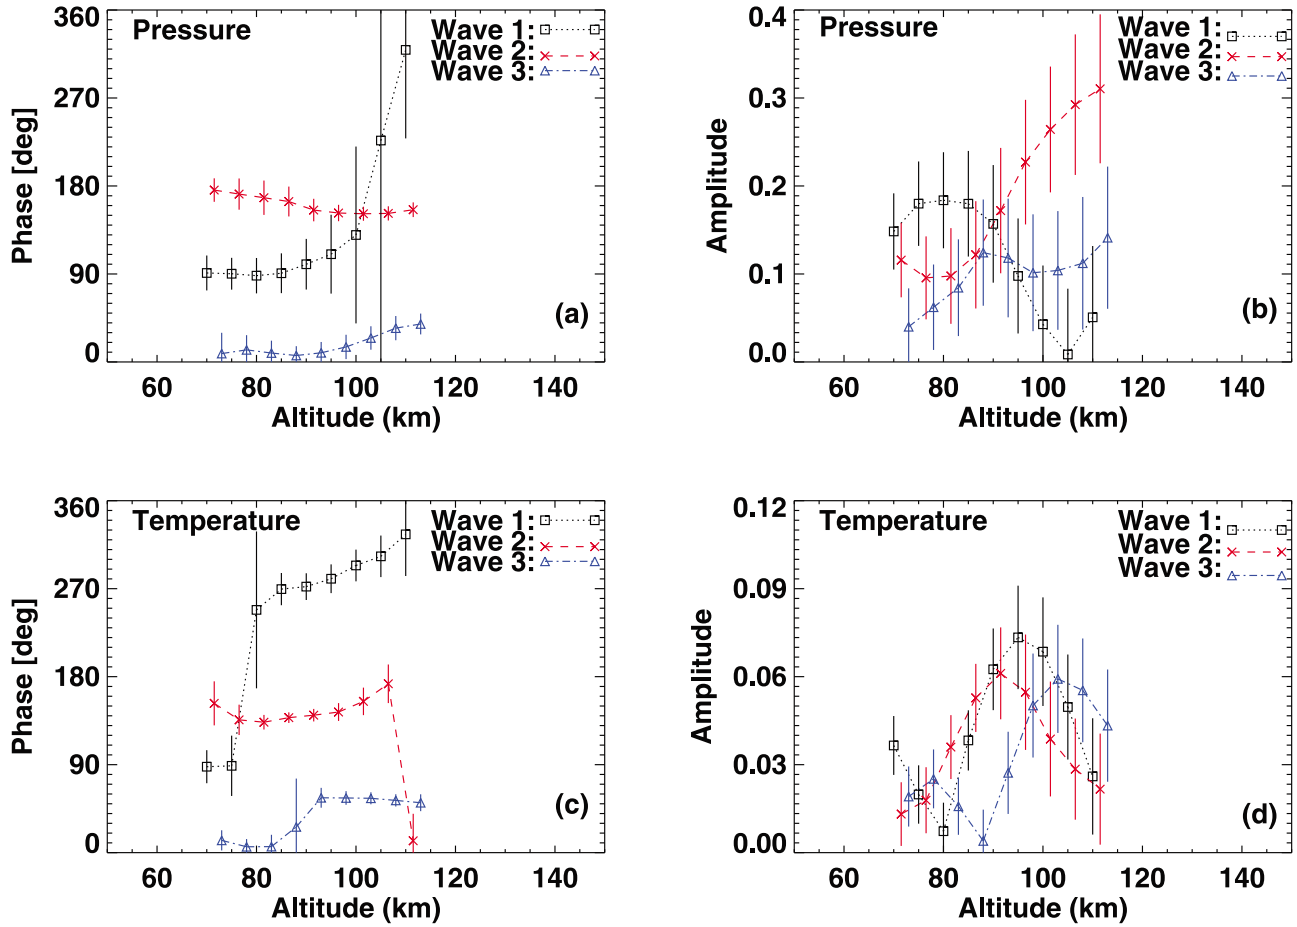 Pressure
Wave 1:
Wave 2:
Wave 3:
360
270
180
90
0
Phase [deg]
(a)
60 80 100 120 140
Altitude (km)
Pressure
Wave 1:
Wave 2:
Wave 3:
0.4
0.3
0.2
0.1
0.0
Amplitude
(b)
60 80 100 120 140
Altitude (km)
Temperature
Wave 1:
Wave 2:
Wave 3:
360
270
180
90
0
Phase [deg]
(c)
60 80 100 120 140
Altitude (km)
Temperature
Wave 1:
Wave 2:
Wave 3:
0.12
0.09
0.06
0.03
0.00
Amplitude
(d)
60 80 100 120 140
Altitude (km)